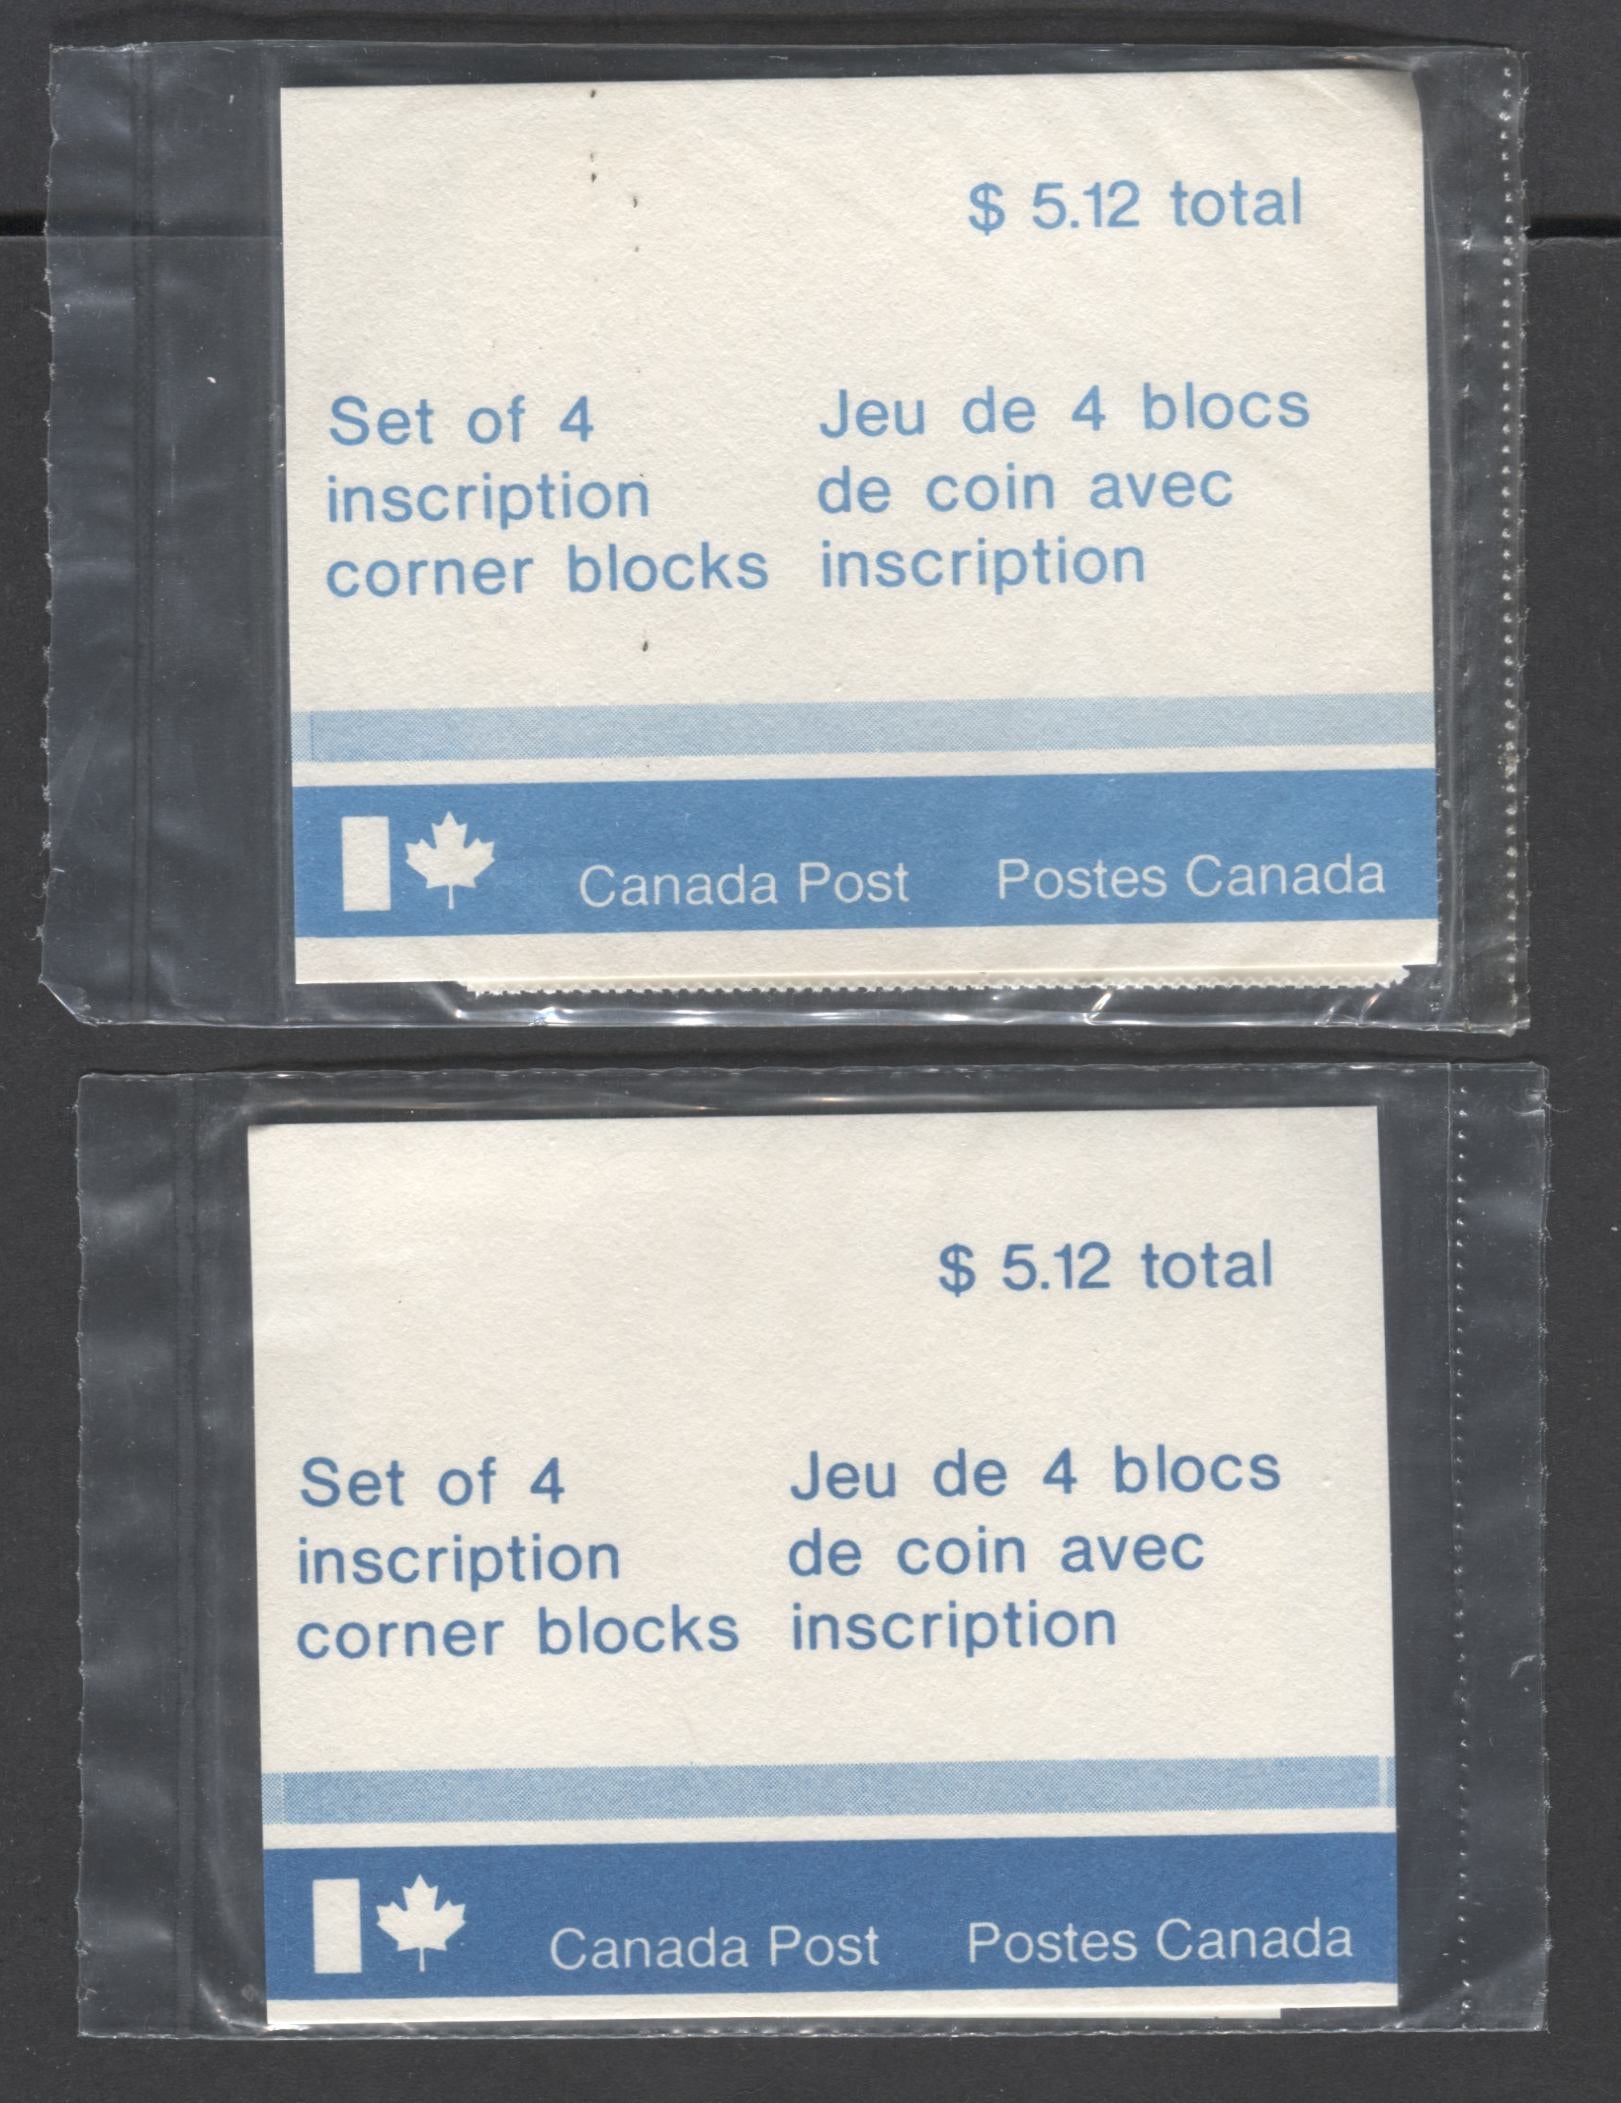 $ 5.12 total
Set of 4
inscription
corner blocks
Jeu de 4 blocs
de coin avec
inscription
Canada Post
Postes Canada
$ 5.12 total
Set of 4
inscription
corner blocks
Jeu de 4 blocs
de coin avec
inscription
Canada Post
Postes Canada